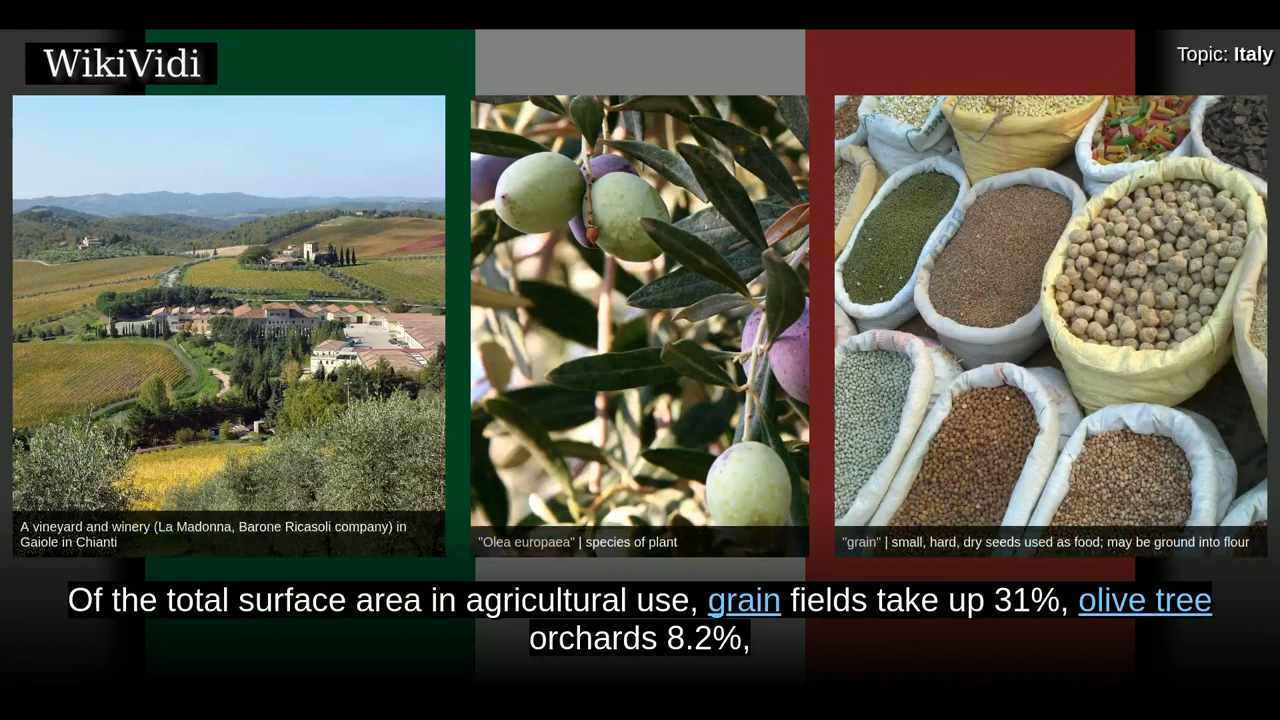 WikiVidi
Topic: Italy
A vineyard and winery (La Madonna, Barone Ricasoli company) in
Gaiole in Chianti
"Olea europaea" | species of plant
"grain" | small, hard, dry seeds used as food; may be ground into flour
Of the total surface area in agricultural use, grain fields take up 31%, olive tree
orchards 8.2%,